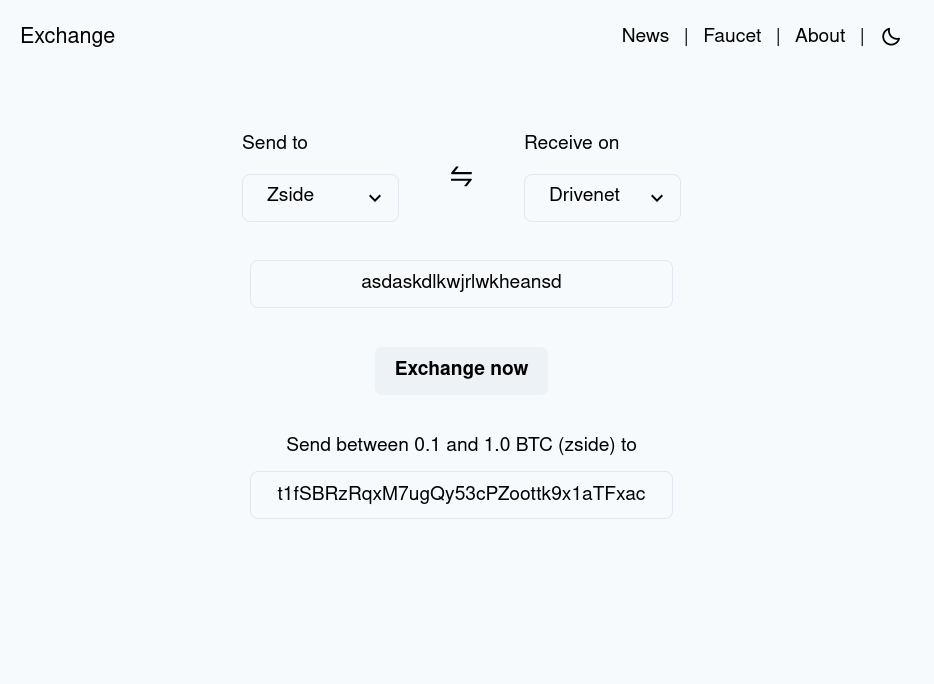 Exchange
News | Faucet | About |
Send to
Receive on
Zside
Drivenet
asdaskdlkwjrlwkheansd
Exchange now
Send between 0.1 and 1.0 BTC (zside) to
t1fSBRzRqxM7ugQy53cPZoottk9x1aTFxac